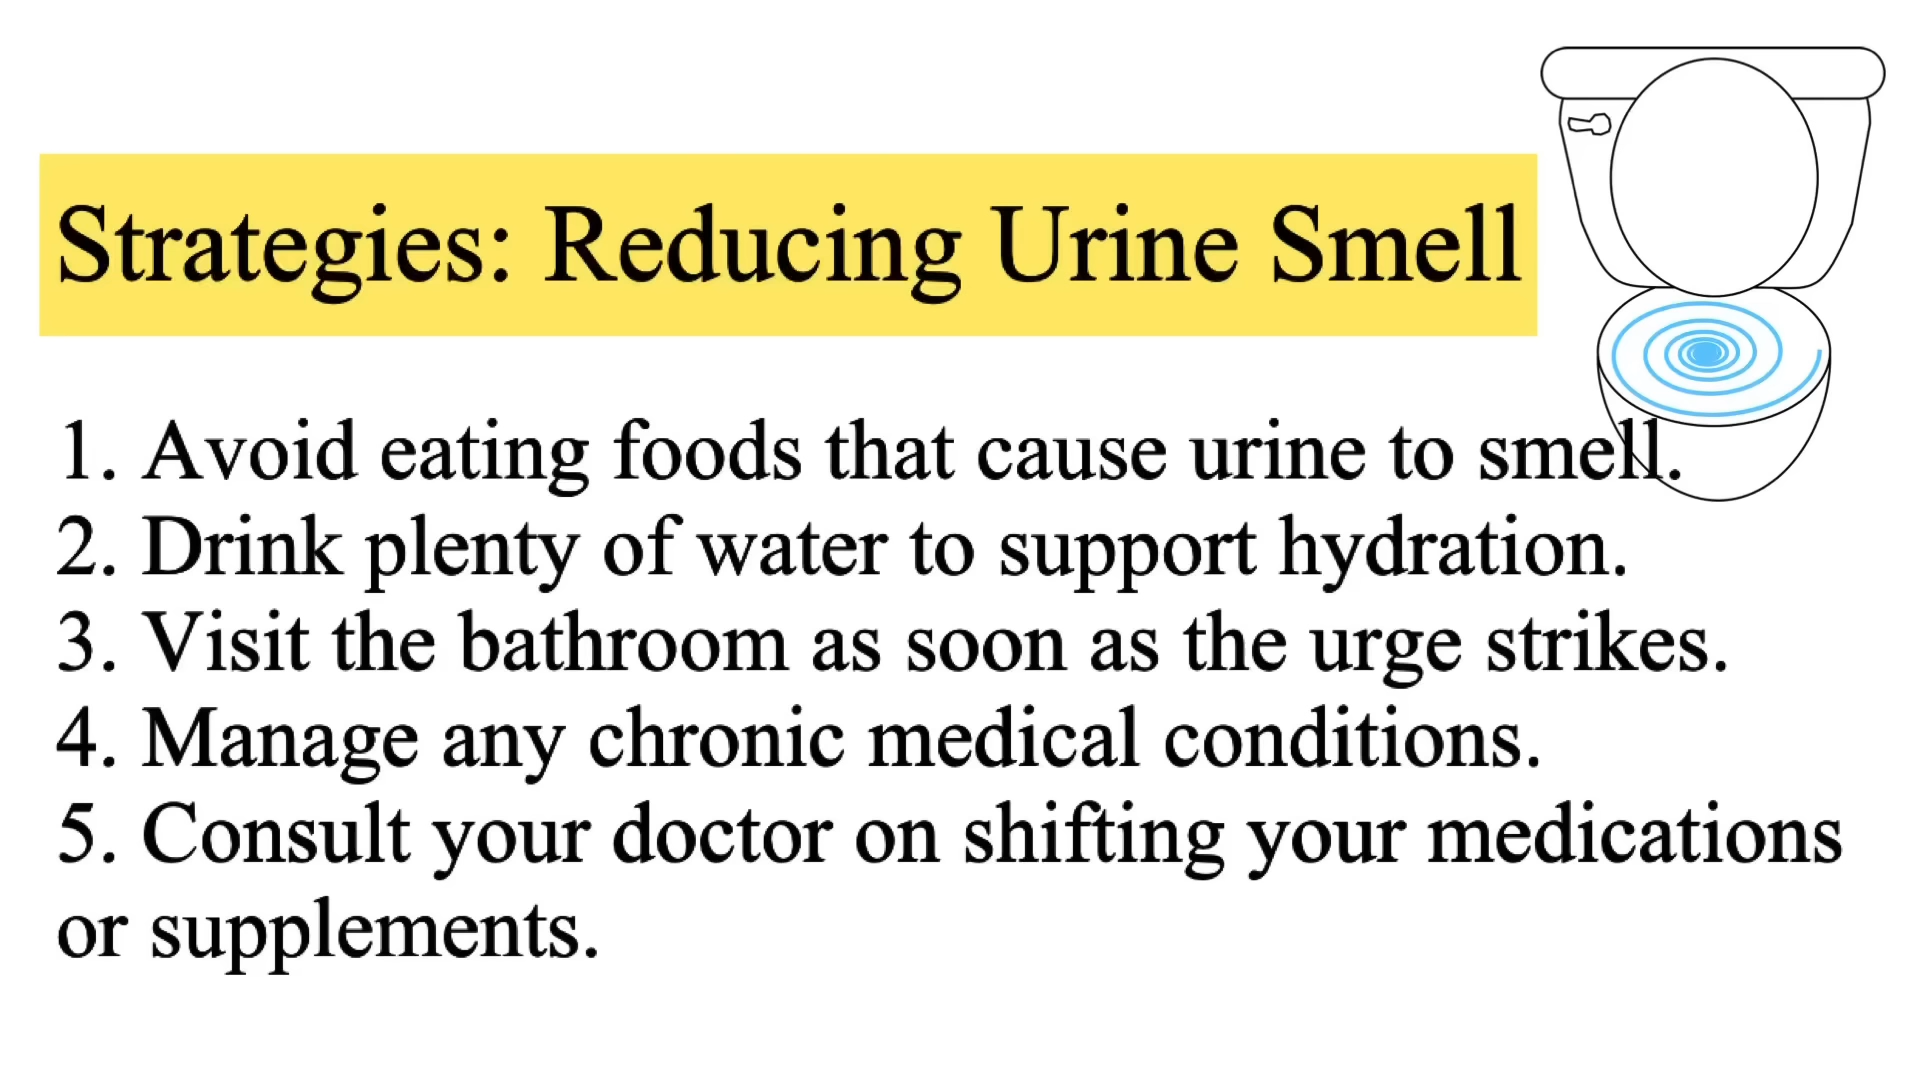 Strategies: Reducing Urine Smell
1. Avoid eating foods that cause urine to smell.
2. Drink plenty of water to support hydration.
3. Visit the bathroom as soon as the urge strikes.
4. Manage any chronic medical conditions.
5. Consult your doctor on shifting your medications
or supplements.